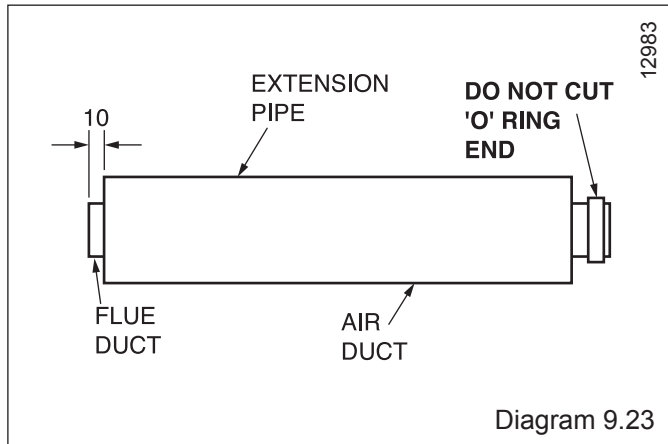 12983
EXTENSION
PIPE
DO NOT CUT
'O' RING
END
10
FLUE
DUCT
AIR
DUCT
Diagram 9.23